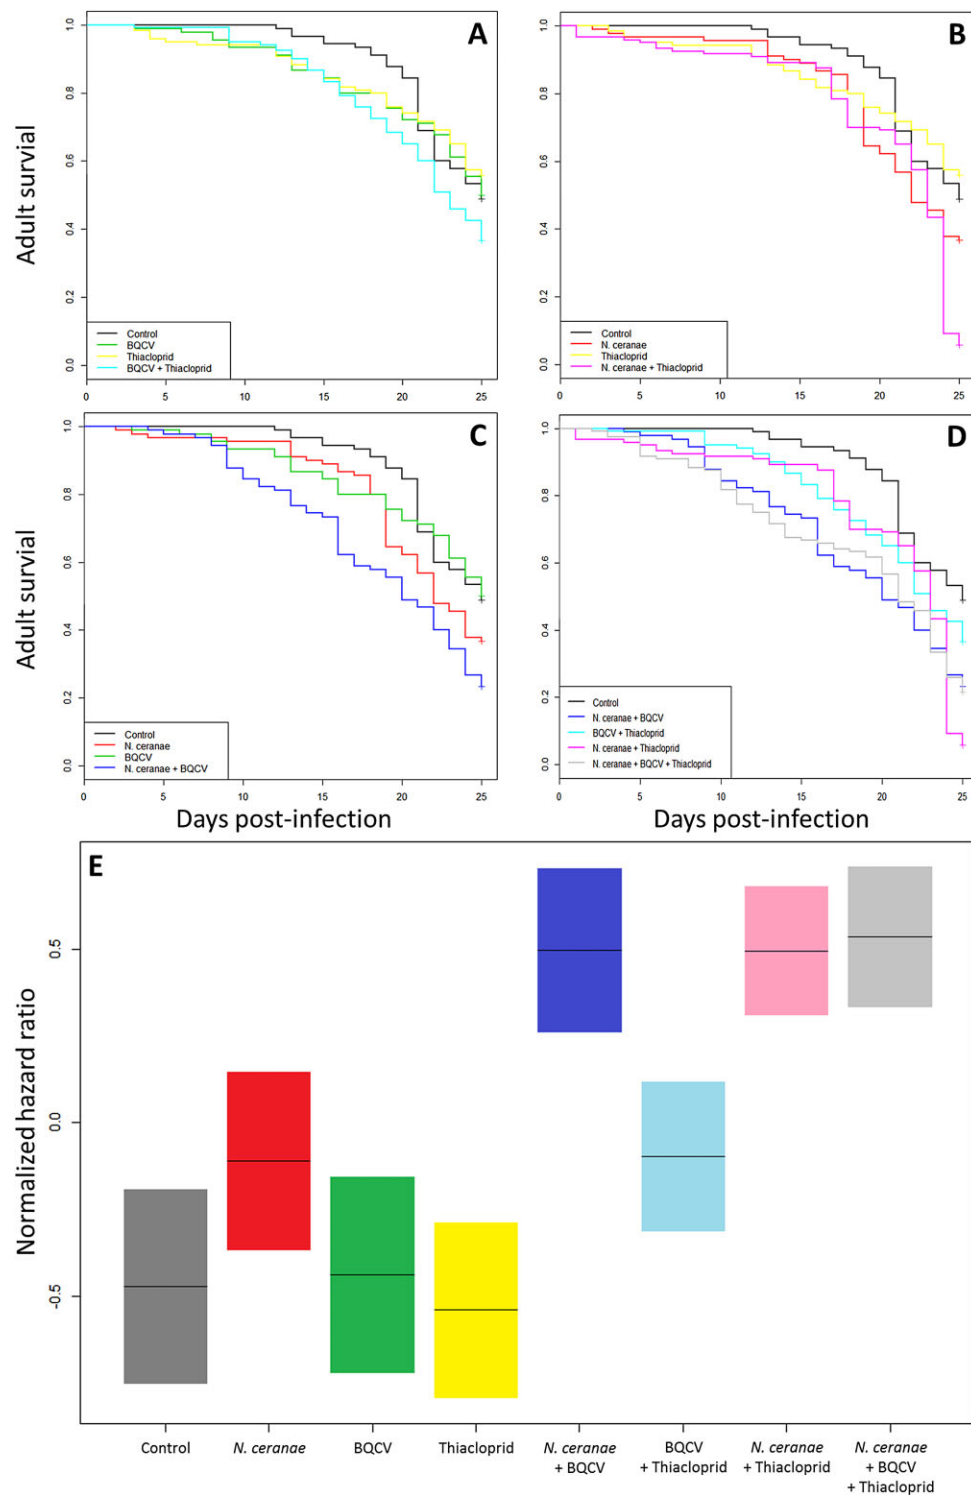 A
Adult survial
1.0
0.8
0.6
0.4
0.2
0.0
Control
BQCV
Thiacloprid
BQCV + Thiacloprid
0 5 10 15 20 25
B
1.0
0.8
0.6
0.4
0.2
0.0
Control
N. ceranae
Thiacloprid
N. ceranae + Thiacloprid
0 5 10 15 20 25
C
Adult survial
1.0
0.8
0.6
0.4
0.2
0.0
Control
N. ceranae
BQCV
N. ceranae + BQCV
0 5 10 15 20 25
Days post-infection
D
1.0
0.8
0.6
0.4
0.2
0.0
Control
N. ceranae + BQCV
BQCV + Thiacloprid
N. ceranae + Thiacloprid
N. ceranae + BQCV + Thiacloprid
0 5 10 15 20 25
Days post-infection
E
Normalized hazard ratio
0.5
0.0
-0.5
Control
N. ceranae
BQCV
Thiacloprid
N. ceranae
+ BQCV
BQCV
+ Thiacloprid
N. ceranae
+ Thiacloprid
N. ceranae
+ BQCV
+ Thiacloprid